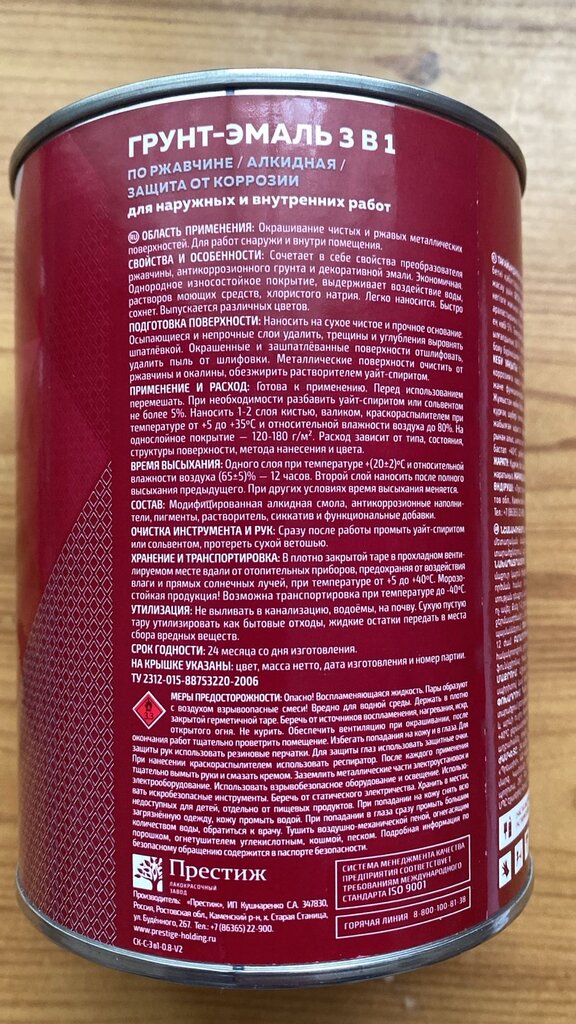 ГРУНТ-ЭМАЛЬ 3 В 1
ПО РЖАВЧИНЕ / АЛКИДНАЯ /
ЗАЩИТА ОТ КОРРОЗИИ
для наружных и внутренних работ
RU ОБЛАСТЬ ПРИМЕНЕНИЯ: Окрашивание чистых и ржавых металлических
поверхностей. Для работ снаружи и внутри помещения.
СВОЙСТВА И ОСОБЕННОСТИ: Сочетает в себе свойства преобразователя
ржавчины, антикоррозионного грунта и декоративной эмали. Экономичная.
Однородное износостойкое покрытие, выдерживает воздействие воды,
растворов моющих средств, хлористого натрия. Легко наносится. Быстро
сохнет. Выпускается различных цветов.
ПОДГОТОВКА ПОВЕРХНОСТИ: Наносить на сухое чистое и прочное основание
Осыпающиеся и непрочные слои удалить, трещины и углубления выровнять
шпатлёвкой. Окрашенные и зашпатлёванные поверхности отшлифовать,
удалить пыль от шлифовки. Металлические поверхности очистить от
ржавчины и окалины, обезжирить растворителем уайт-спиритом.
ПРИМЕНЕНИЕ И РАСХОД: Готова к применению. Перед использованием
перемешать. При необходимости разбавить уайт-спиритом или сольвентом
не более 5%. Наносить 1-2 слоя кистью, валиком, краскораспылителем при
температуре от +5 до +35ºС и относительной влажности воздуха до 80%. На
однослойное покрытие — 120-180 г/м². Расход зависит от типа, состояния,
структуры поверхности, метода нанесения и цвета.
ВРЕМЯ ВЫСЫХАНИЯ: Одного слоя при температуре +(20±2)ºС и относительной
влажности воздуха (65±5)% — 12 часов. Второй слой наносить после полного
высыхания предыдущего. При других условиях время высыхания меняется.
СОСТАВ: Модифицированная алкидная смола, антикоррозионные наполни-
тели, пигменты, растворитель, сиккатив и функциональные добавки.
ОЧИСТКА ИНСТРУМЕНТА И РУК: Сразу после работы промыть уайт-спиритом
или сольвентом, протереть сухой ветошью.
ХРАНЕНИЕ И ТРАНСПОРТИРОВКА: В плотно закрытой таре в прохладном венти-
лируемом месте вдали от отопительных приборов, предохраняя от воздействия
влаги и прямых солнечных лучей, при температуре от +5 до +40ºС. Морозо-
стойкая продукция! Возможна транспортировка при температуре до -40ºС.
УТИЛИЗАЦИЯ: Не выливать в канализацию, водоёмы, на почву. Сухую пустую
тару утилизировать как бытовые отходы, жидкие остатки передать в места
сбора вредных веществ.
СРОК ГОДНОСТИ: 24 месяца со дня изготовления.
НА КРЫШКЕ УКАЗАНЫ: цвет, масса нетто, дата изготовления и номер партии.
ТУ 2312-015-88753220-2006
МЕРЫ ПРЕДОСТОРОЖНОСТИ: Опасно! Воспламеняющаяся жидкость. Пары образуют
с воздухом взрывоопасные смеси! Вредно для водной среды. Держать в плотно
закрытой герметичной таре. Беречь от источников воспламенения, нагревания, искр,
открытого огня. Не курить. Обеспечить вентиляцию при окрашивании, после
окончания работ тщательно проветрить помещение. Избегать попадания на кожу и в глаза. Для
защиты рук использовать резиновые перчатки. Для защиты глаз использовать защитные очки.
При нанесении краскораспылителем использовать респиратор. После каждого применения
тщательно вымыть руки и смазать кремом. Заземлить металлические части электроустановок и
электрооборудование. Использовать взрывобезопасное оборудование и освещение. Использо-
вать искробезопасные инструменты. Беречь от статического электричества. Хранить в местах,
недоступных для детей, отдельно от пищевых продуктов. При попадании на кожу снять всю
загрязнённую одежду, кожу промыть водой. При попадании в глаза сразу промыть большим
количеством воды, обратиться к врачу. Тушить воздушно-механической пеной, огнегасящим
порошком, огнетушителем углекислотным, кошмой, песком. Подробная информация по
безопасному обращению содержится в паспорте безопасности.
Престиж
ЛАКОКРАСОЧНЫЙ
ЗАВОД
Производитель: «Престиж», ИП Кушнаренко С.А. 347830,
Россия, Ростовская обл., Каменский р-н, х. Старая Станица,
ул. Будённого, 267. Тел.: +7 (86365) 22-900.
www.prestige-holding.ru
СК-С-3в1-0.8-V2
СИСТЕМА МЕНЕДЖМЕНТА КАЧЕСТВА
ПРЕДПРИЯТИЯ СООТВЕТСТВУЕТ
ТРЕБОВАНИЯМ МЕЖДУНАРОДНОГО
СТАНДАРТА ISO 9001
ГОРЯЧАЯ ЛИНИЯ 8-800-100-81-38